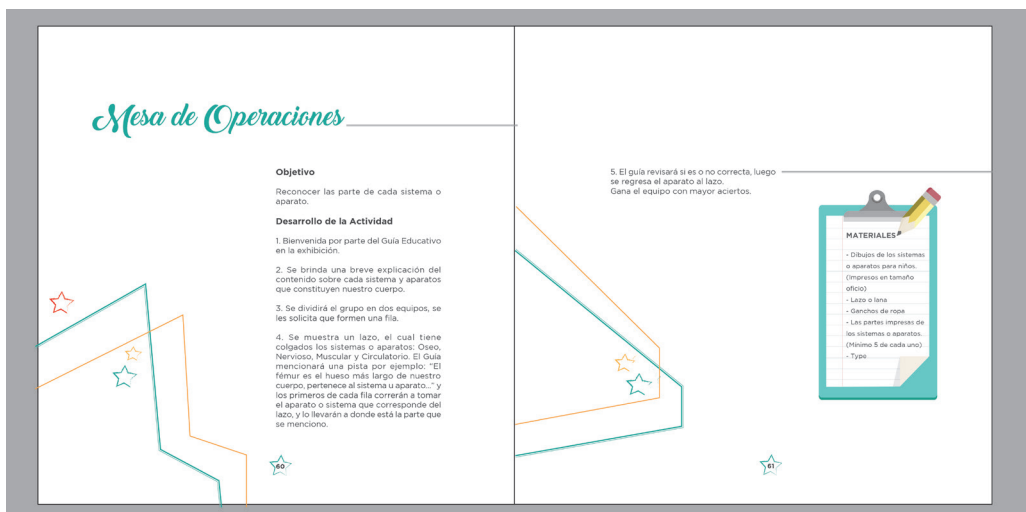 Mesa de Operaciones
Objetivo
Reconocer las parte de cada sistema o
aparato.
Desarrollo de la Actividad
1. Bienvenida por parte del Guía Educativo
en la exhibición.
2. Se brinda una breve explicación del
contenido sobre cada sistema y aparatos
que constituyen nuestro cuerpo.
3. Se dividirá el grupo en dos equipos, se
les solicita que formen una fila.
4. Se muestra un lazo, el cual tiene
colgados los sistemas o aparatos: Oseo,
Nervioso, Muscular y Circulatorio. El Guía
mencionará una pista por ejemplo: "El
fémur es el hueso más largo de nuestro
cuerpo, pertenece al sistema u aparato..." y
los primeros de cada fila correrán a tomar
el aparato o sistema que corresponde del
lazo, y lo llevarán a donde está la parte que
se menciono.
60
5. El guía revisará si es o no correcta, luego
se regresa el aparato al lazo.
Gana el equipo con mayor aciertos.
MATERIALES
- Dibujos de los sistemas
o aparatos para niños.
(Impresos en tamaño
oficio)
- Lazo o lana
- Ganchos de ropa
- Las partes impresas de
los sistemas o aparatos.
(Minimo 5 de cada uno)
- Type
61